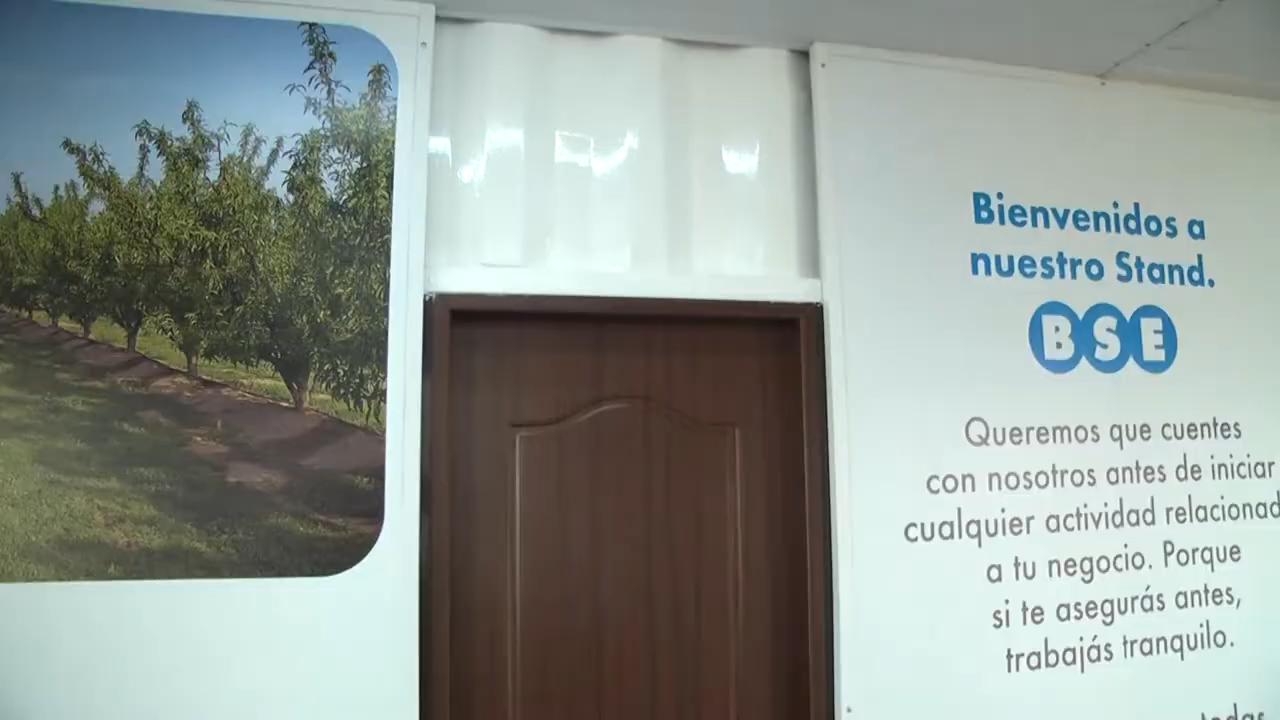 Bienvenidos a
nuestro Stand.
BSE
Queremos que cuentes
con nosotros antes de iniciar
cualquier actividad relacionad
a tu negocio. Porque
si te asegurás antes,
trabajás tranquilo.